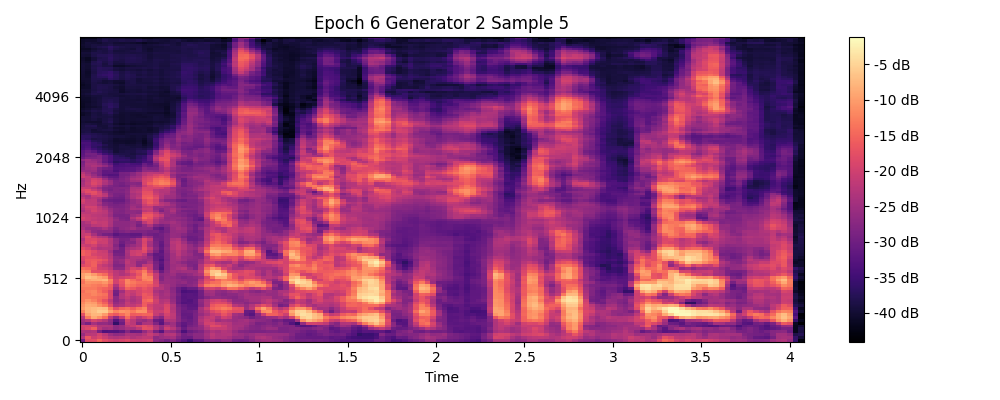 Epoch 6 Generator 2 Sample 5
Hz
4096
2048
1024
512
0
0 0.5 1 1.5 2 2.5 3 3.5 4
Time
-5 dB
-10 dB
-15 dB
-20 dB
-25 dB
-30 dB
-35 dB
-40 dB